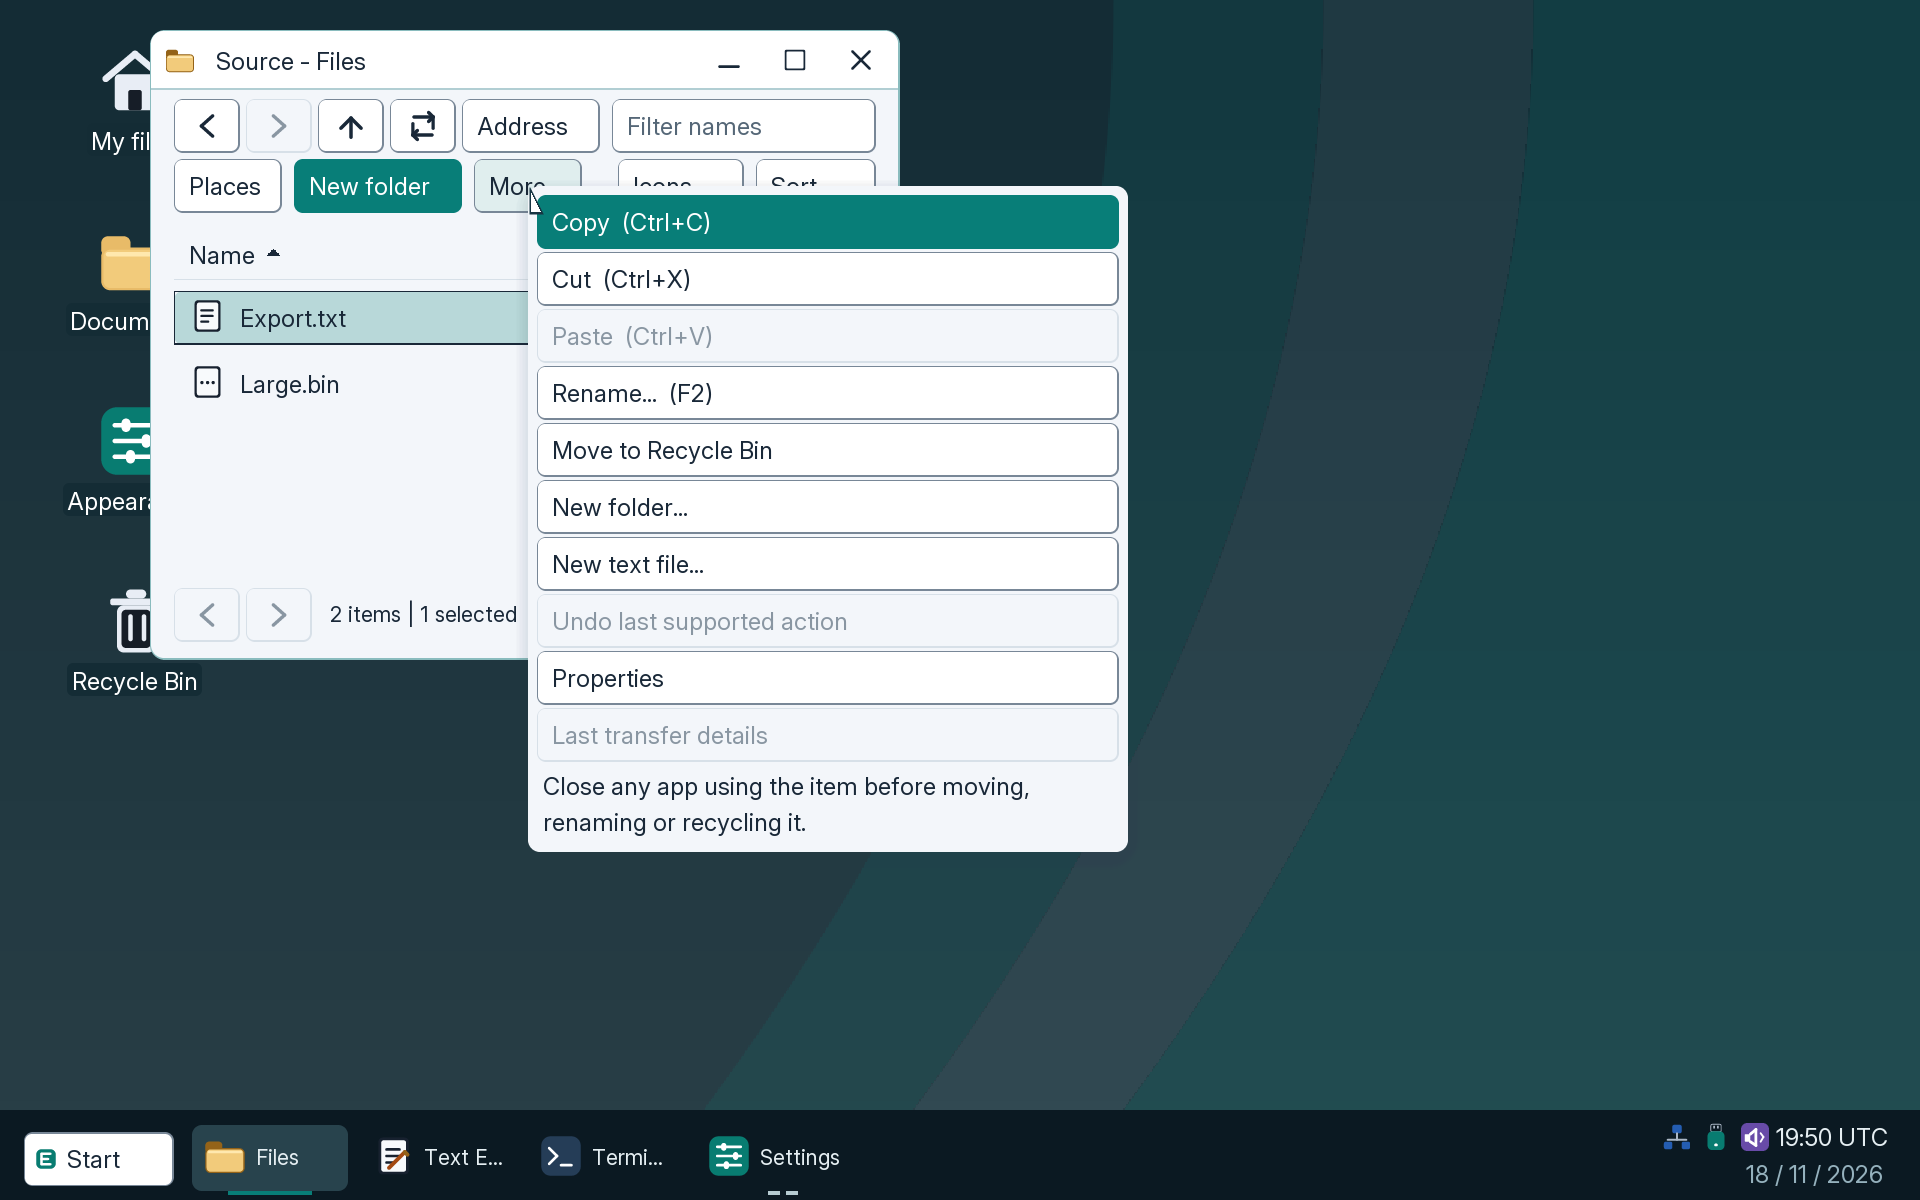 Source - Files
My fil
Address
Filter names
Places
New folder
More
Icons
Sort
Copy (Ctrl+C)
Name
Cut (Ctrl+X)
Export.txt
Docum
Paste (Ctrl+V)
Large.bin
Rename... (F2)
Move to Recycle Bin
Appeara
New folder...
New text file...
2 items | 1 selected
Undo last supported action
Recycle Bin
Properties
Last transfer details
Close any app using the item before moving,
renaming or recycling it.
Start
Files
Text E...
Termi...
Settings
19:50 UTC
18 / 11 / 2026